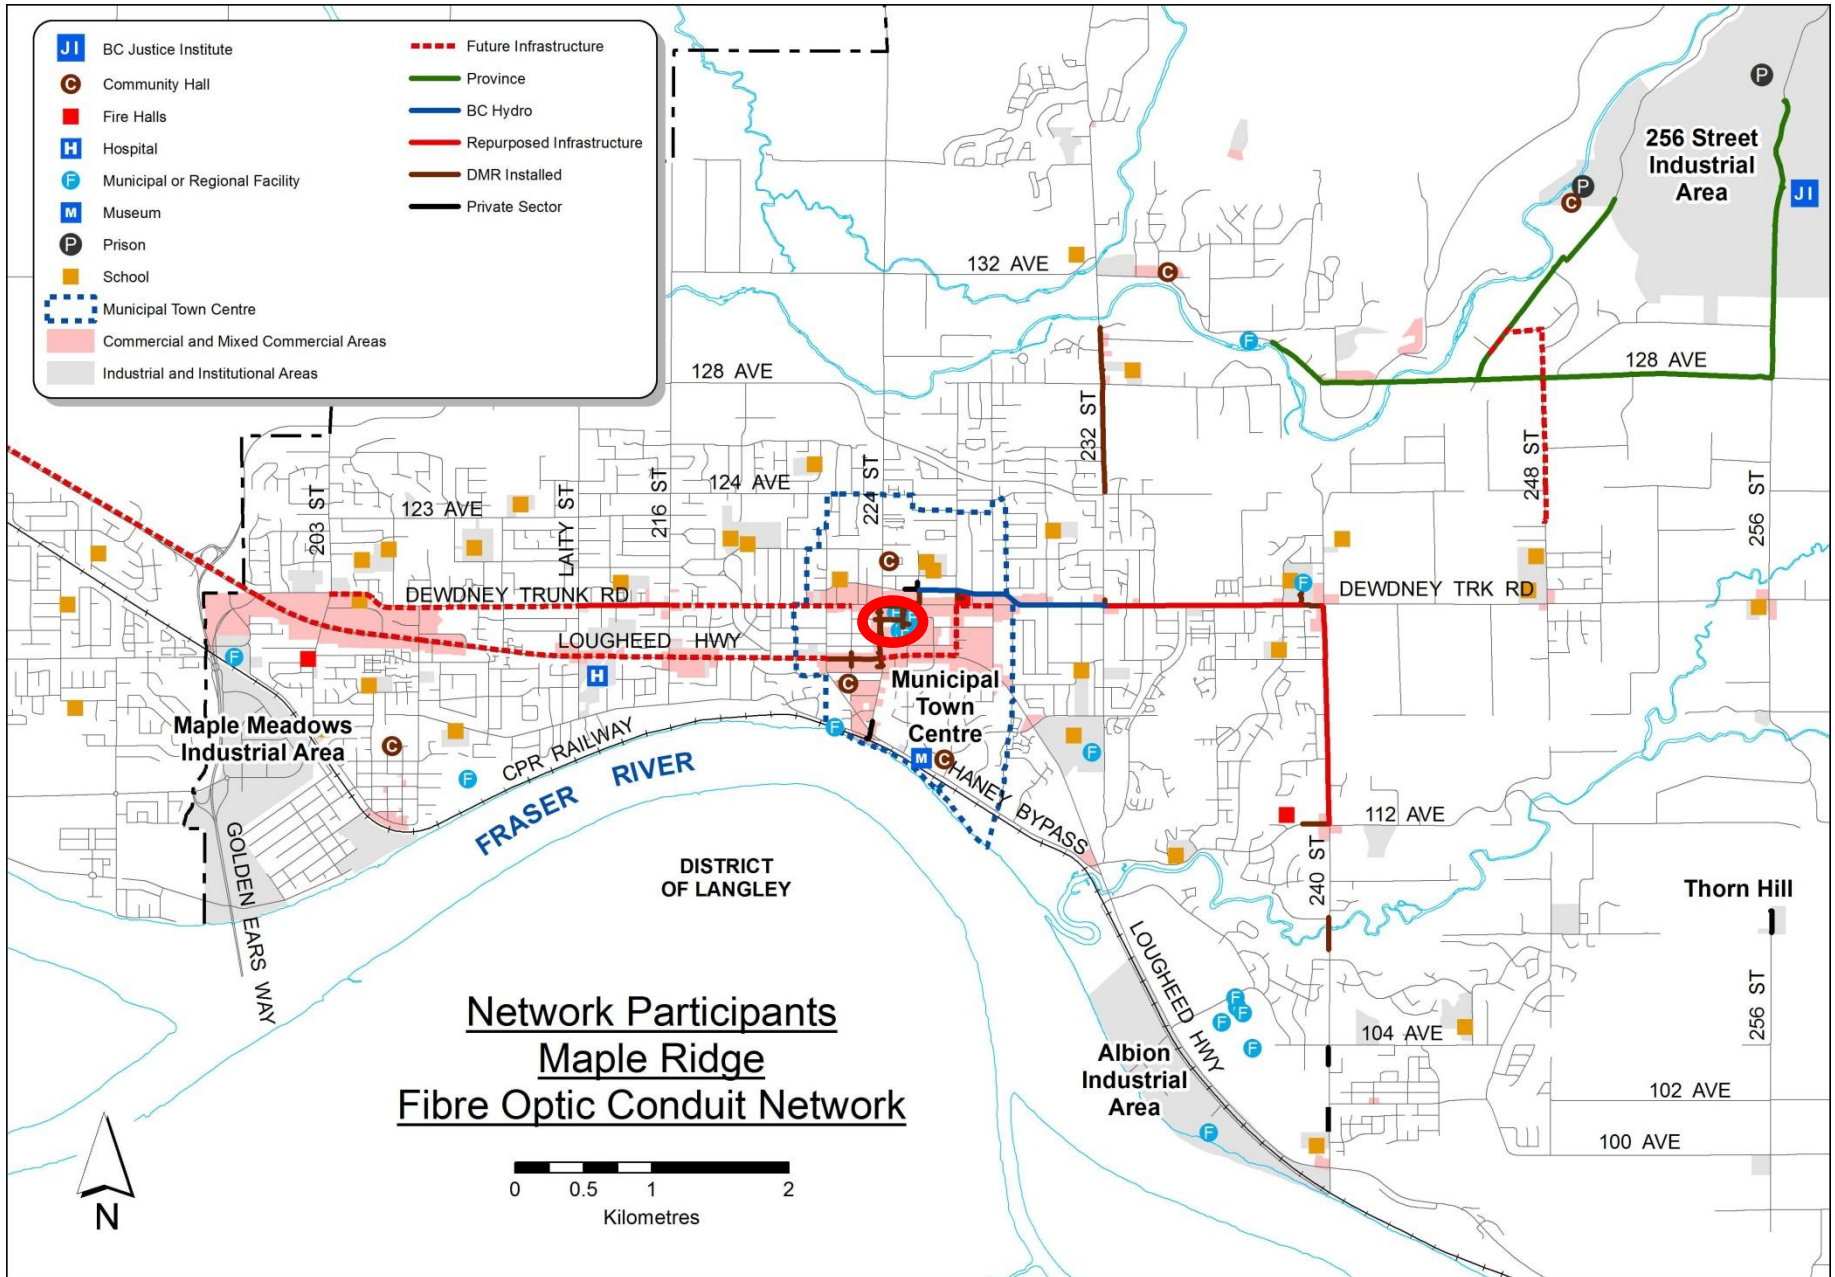 JI BC Justice Institute
C Community Hall
Fire Halls
H Hospital
F Municipal or Regional Facility
M Museum
P Prison
School
Municipal Town Centre
Commercial and Mixed Commercial Areas
Industrial and Institutional Areas
Future Infrastructure
Province
BC Hydro
Repurposed Infrastructure
DMR Installed
Private Sector
P
256 Street
Industrial
Area
JI
P
C
132 AVE
C
F
128 AVE
128 AVE
232 ST
248 ST
256 ST
224 ST
124 AVE
216 ST
LAITY ST
203 ST
123 AVE
C
DEWDNEY TRUNK RD
F
DEWDNEY TRK RD
F
F
F
LOUGHEED HWY
F
H
C
Municipal
Town
Centre
Maple Meadows
Industrial Area
C
F
CPR RAILWAY
FRASER RIVER
F
M
C
F
HANEY BYPASS
112 AVE
240 ST
GOLDEN EARS WAY
DISTRICT
OF LANGLEY
Thorn Hill
LOUGHEED HWY
256 ST
F
F
F
F
104 AVE
Albion
Industrial
Area
102 AVE
F
100 AVE
Network Participants
Maple Ridge
Fibre Optic Conduit Network
0 0.5 1 2
Kilometres
N